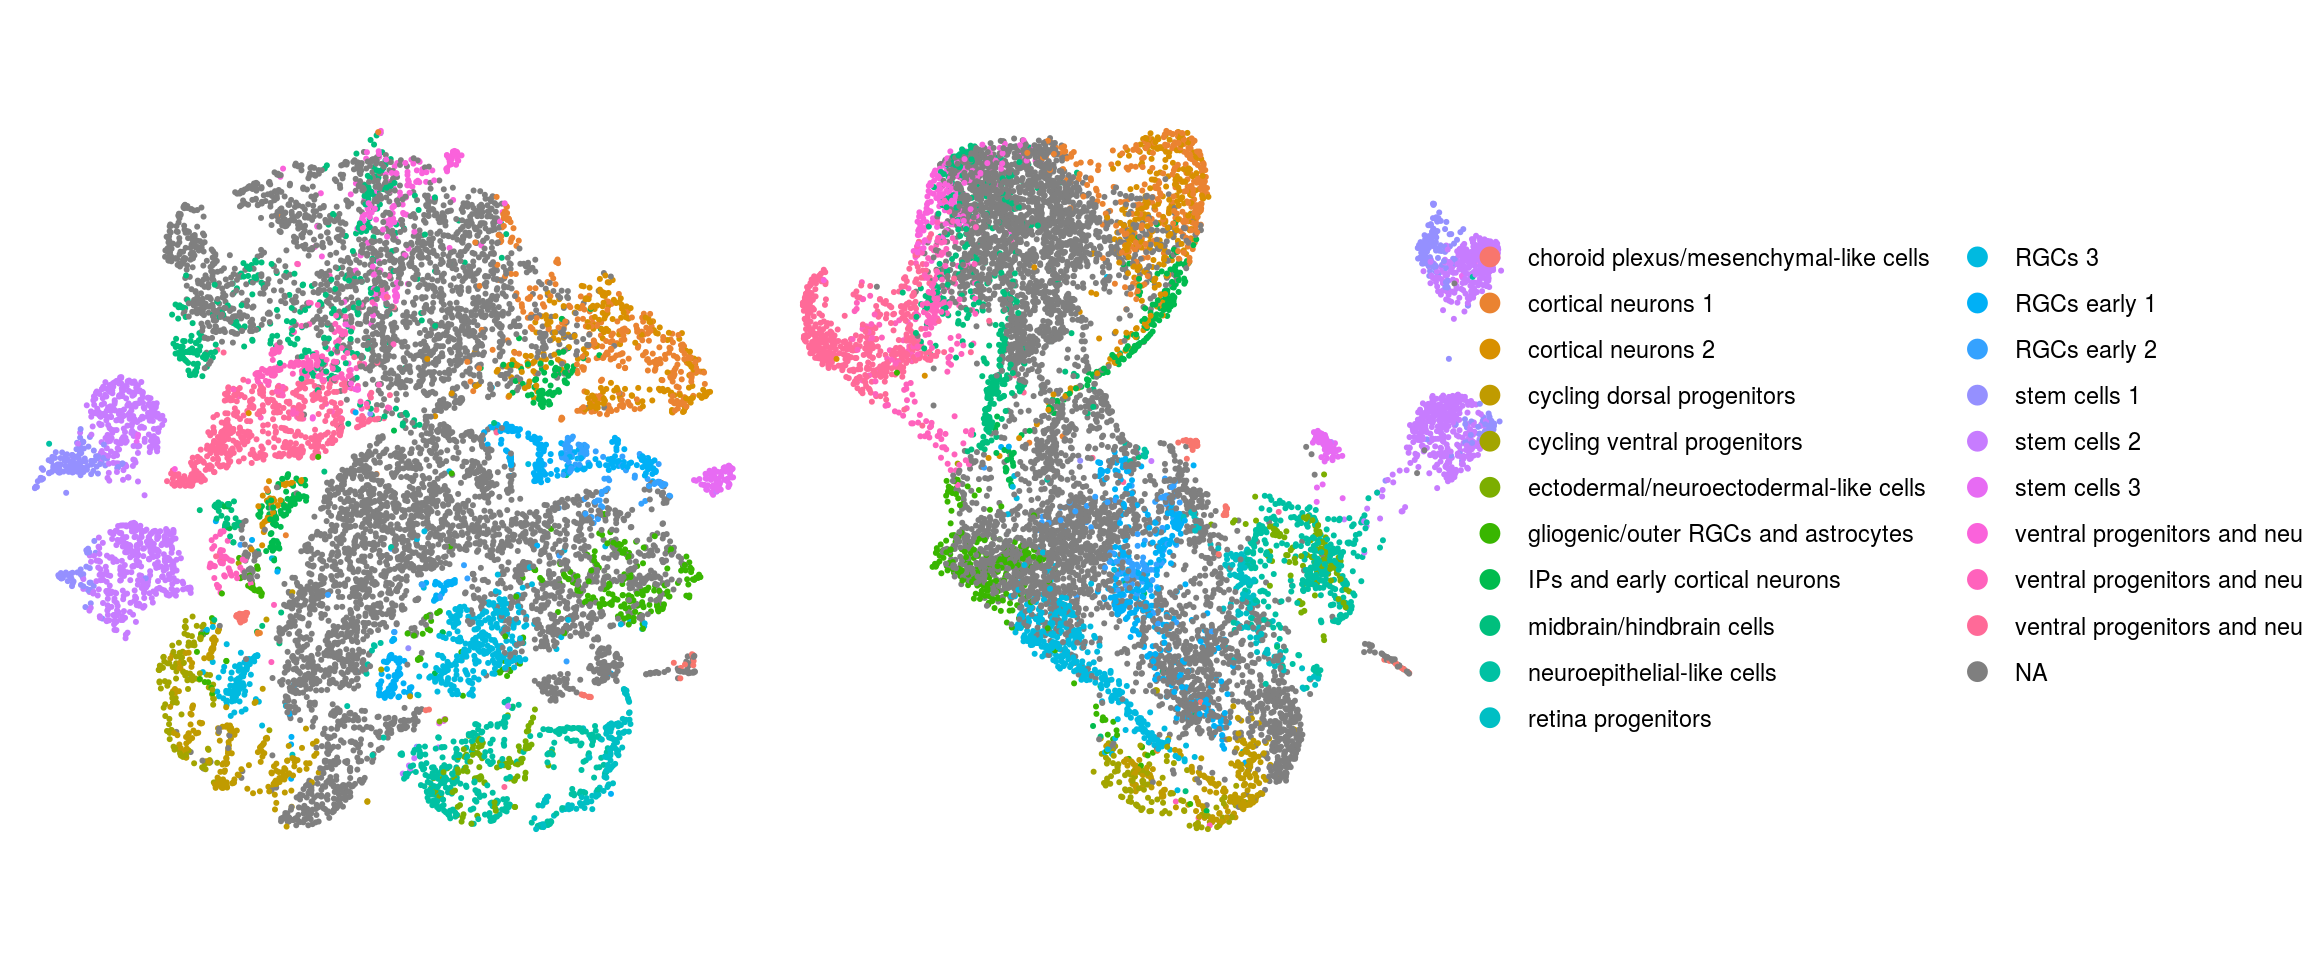 choroid plexus/mesenchymal-like cells
cortical neurons 1
cortical neurons 2
cycling dorsal progenitors
cycling ventral progenitors
ectodermal/neuroectodermal-like cells
gliogenic/outer RGCs and astrocytes
IPs and early cortical neurons
midbrain/hindbrain cells
neuroepithelial-like cells
retina progenitors
RGCs 3
RGCs early 1
RGCs early 2
stem cells 1
stem cells 2
stem cells 3
ventral progenitors and neu
ventral progenitors and neu
ventral progenitors and neu
NA